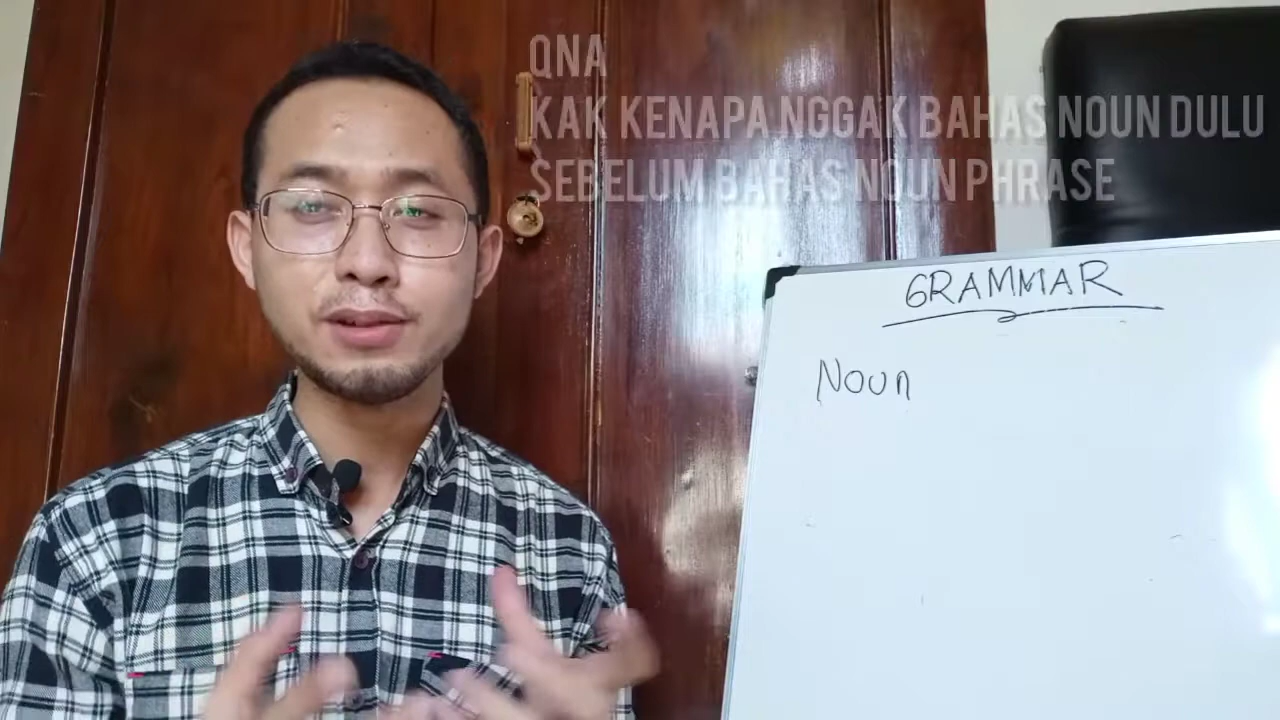 QNA
KAK KENAPA NGGAK BAHAS NOUN DULU
SEBELUM BAHAS NOUN PHRASE
GRAMMAR
Noun